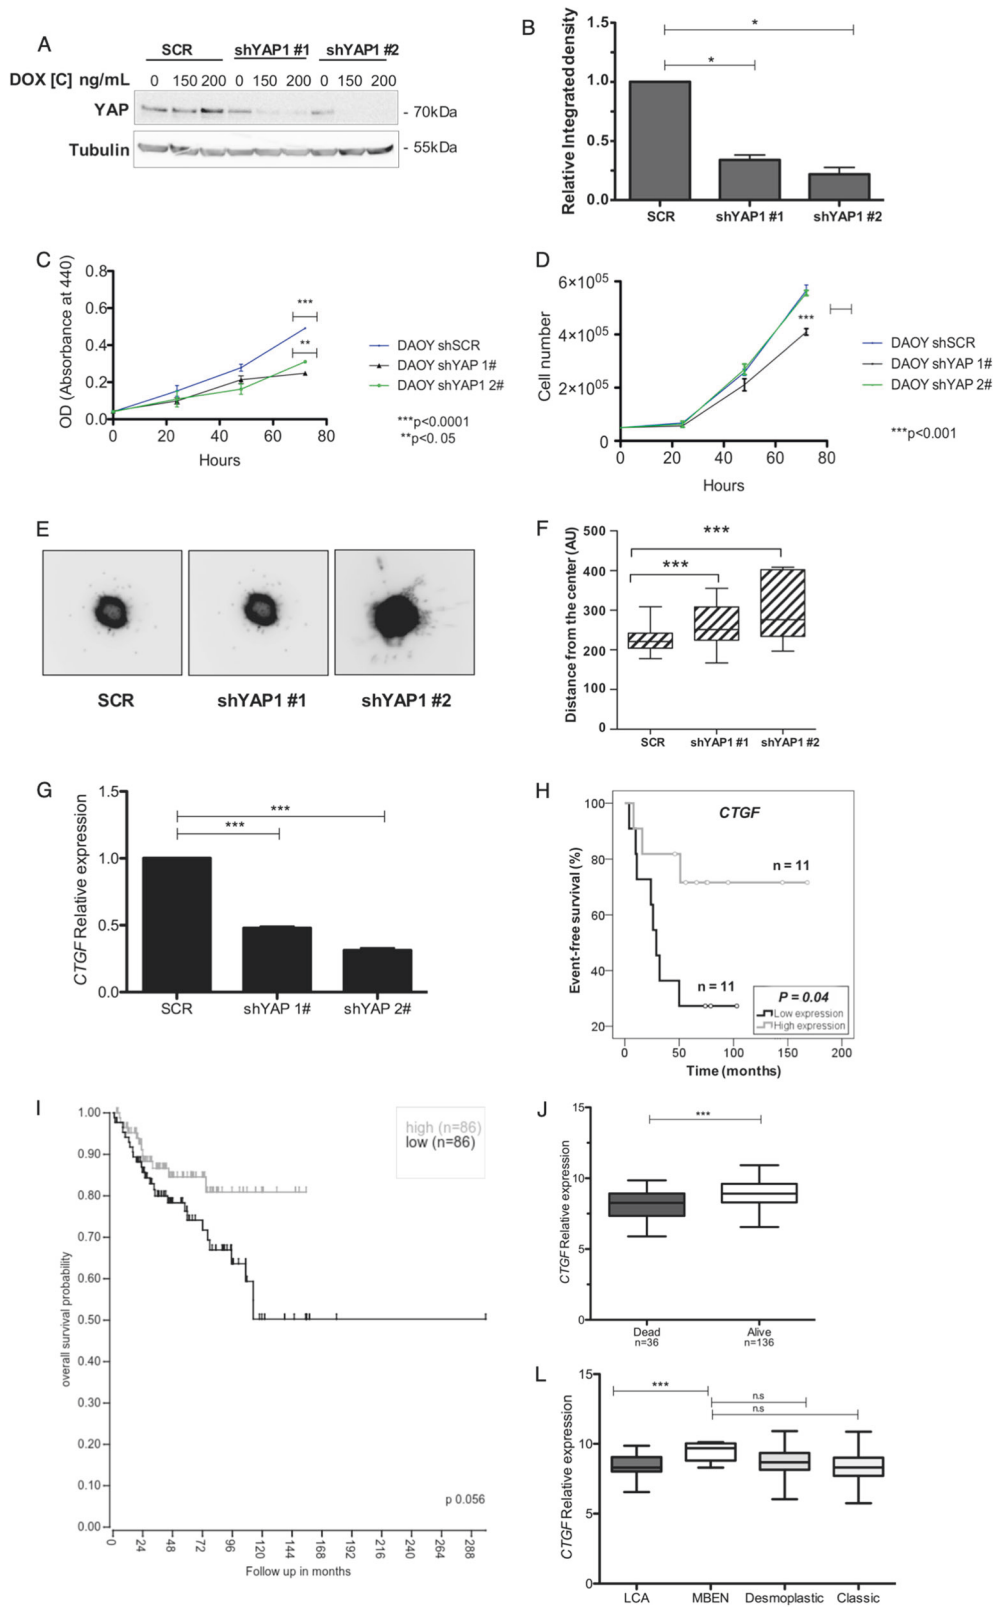 A
SCR shYAP1 #1 shYAP1 #2
DOX [C] ng/mL 0 150 200 0 150 200 0 150 200
YAP - 70kDa
Tubulin - 55kDa
B
Relative Integrated density
1.5
1.0
0.5
0.0
*
*
SCR shYAP1 #1 shYAP1 #2
C
OD (Absorbance at 440)
0.8
0.6
0.4
0.2
0.0
0 20 40 60 80
Hours
***
**
DAOY shSCR
DAOY shYAP 1#
DAOY shYAP1 2#
***p<0.0001
**p<0. 05
D
Cell number
6×10⁰⁵
4×10⁰⁵
2×10⁰⁵
0
0 20 40 60 80
Hours
***
DAOY shSCR
DAOY shYAP 1#
DAOY shYAP 2#
***p<0.001
E
SCR shYAP1 #1 shYAP1 #2
F
Distance from the center (AU)
500
400
300
200
100
0
***
***
SCR shYAP1 #1 shYAP1 #2
G
CTGF Relative expression
1.5
1.0
0.5
0.0
***
***
SCR shYAP 1# shYAP 2#
H
CTGF
Event-free survival (%)
100
80
60
40
20
n = 11
n = 11
P = 0.04
Low expression
High expression
0 50 100 150 200
Time (months)
I
overall survival probability
1.00
0.90
0.80
0.70
0.60
0.50
0.40
0.30
0.20
0.10
0.00
high (n=86)
low (n=86)
p 0.056
0 24 48 72 96 120 144 168 192 216 240 264 288
Follow up in months
J
CTGF Relative expression
15
10
5
0
***
Dead Alive
n=36 n=136
L
CTGF Relative expression
15
10
5
0
***
n.s
n.s
LCA MBEN Desmoplastic Classic